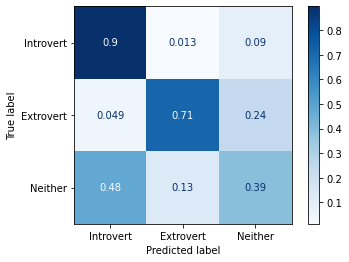 Introvert 0.9 0.013 0.09
Extrovert 0.049 0.71 0.24
Neither 0.48 0.13 0.39
Introvert Extrovert Neither
Predicted label
True label
0.8
0.7
0.6
0.5
0.4
0.3
0.2
0.1